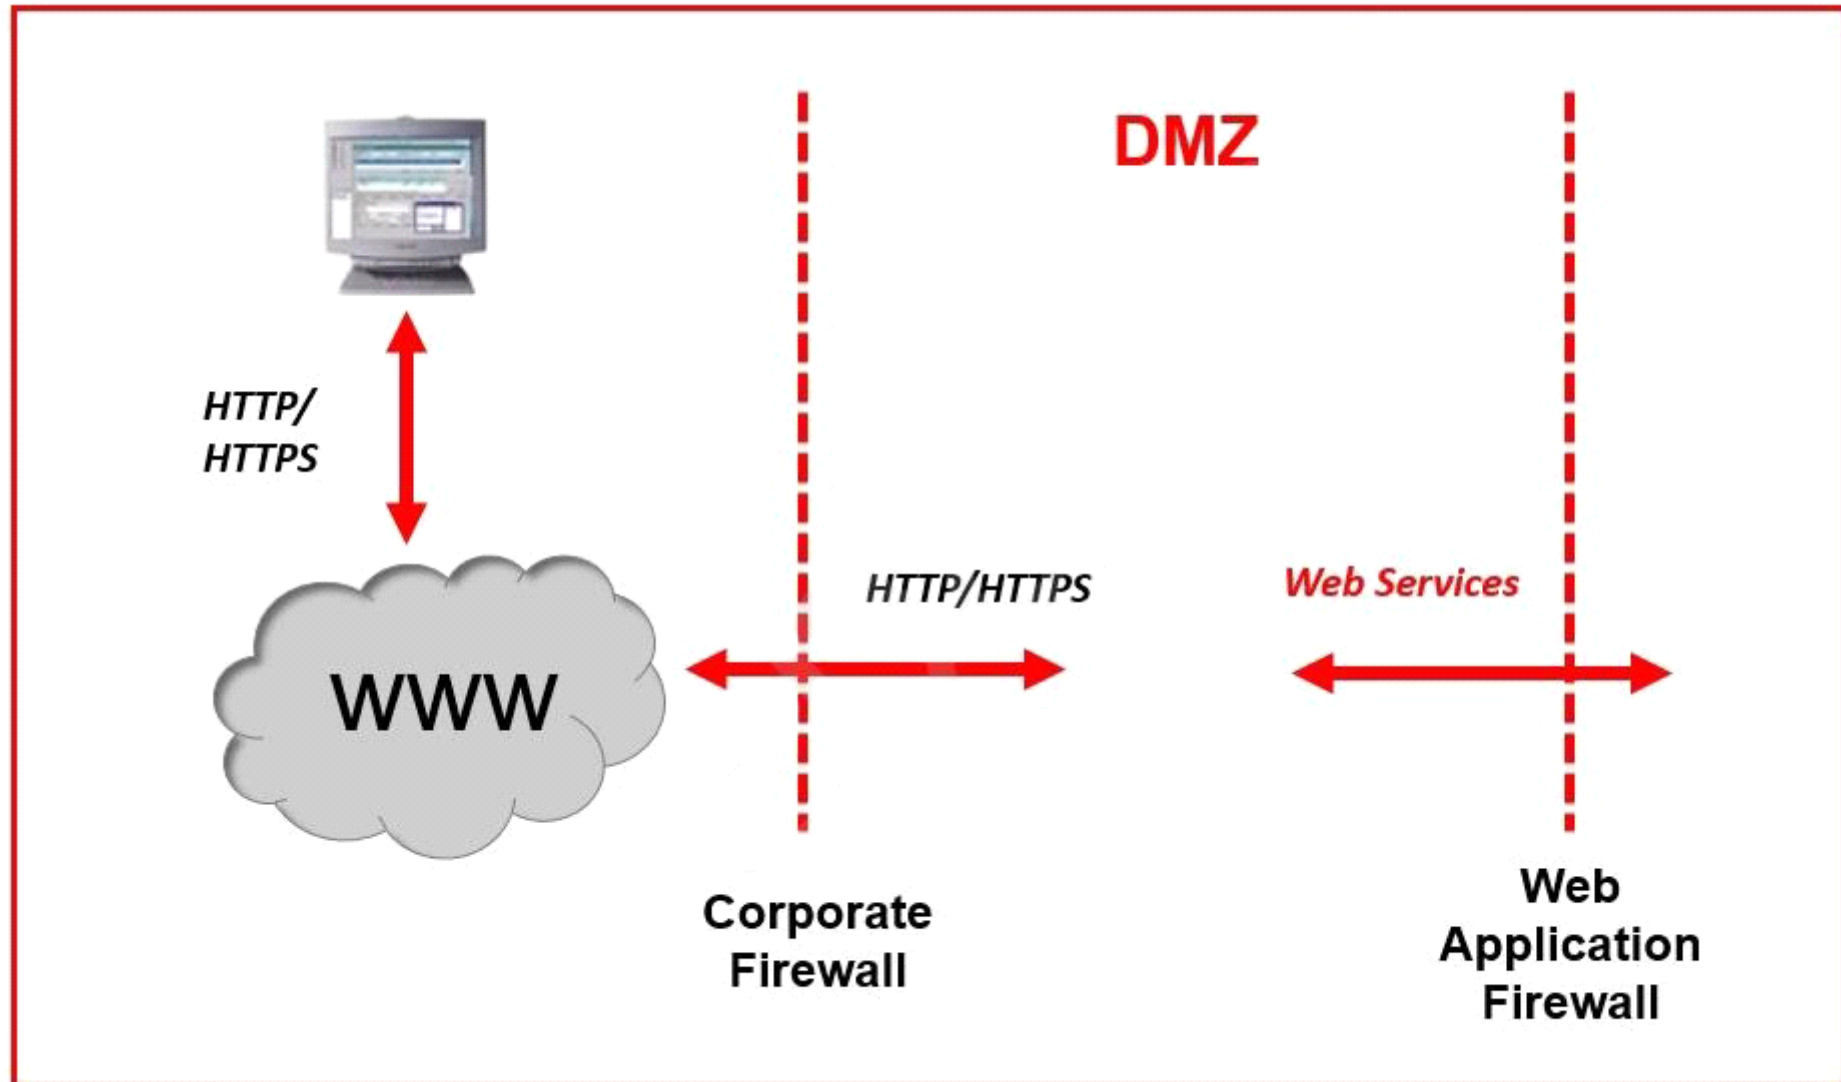 DMZ
HTTP/
HTTPS
HTTP/HTTPS
Web Services
WWW
Corporate
Firewall
Web
Application
Firewall